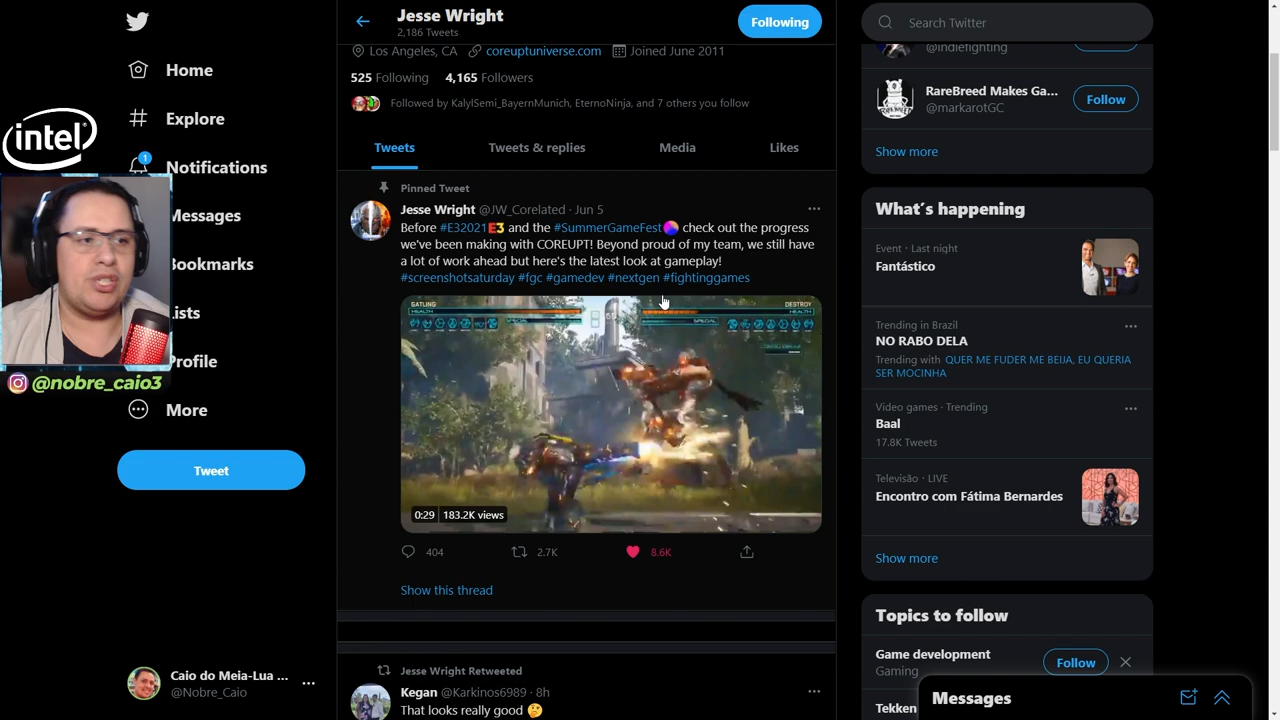 Home
Explore
1
Notifications
Messages
Bookmarks
Lists
Profile
More
Tweet
intel
@nobre_caio3
Caio do Meia-Lua ...
@Nobre_Caio
Jesse Wright
2,186 Tweets
Following
Los Angeles, CA coreuptuniverse.com Joined June 2011
525 Following 4,165 Followers
Followed by KalylSemi_BayernMunich, EternoNinja, and 7 others you follow
Tweets Tweets & replies Media Likes
Pinned Tweet
Jesse Wright @JW_Corelated · Jun 5
Before #E32021 E3 and the #SummerGameFest check out the progress
we've been making with COREUPT! Beyond proud of my team, we still have
a lot of work ahead but here's the latest look at gameplay!
#screenshotsaturday #fgc #gamedev #nextgen #fightinggames
GATLING DESTROY
HEALTH HEALTH
SPECIAL SPECIAL
0:29 183.2K views
404 2.7K 8.6K
Show this thread
Jesse Wright Retweeted
Kegan @Karkinos6989 · 8h
That looks really good
Search Twitter
@indiefighting
RareBreed Makes Ga...
@markarotGC
Follow
Show more
What's happening
Event · Last night
Fantástico
Trending in Brazil
NO RABO DELA
Trending with QUER ME FUDER ME BEIJA, EU QUERIA
SER MOCINHA
Video games · Trending
Baal
17.8K Tweets
Televisão · LIVE
Encontro com Fátima Bernardes
Show more
Topics to follow
Game development
Gaming
Follow
Tekken
Messages